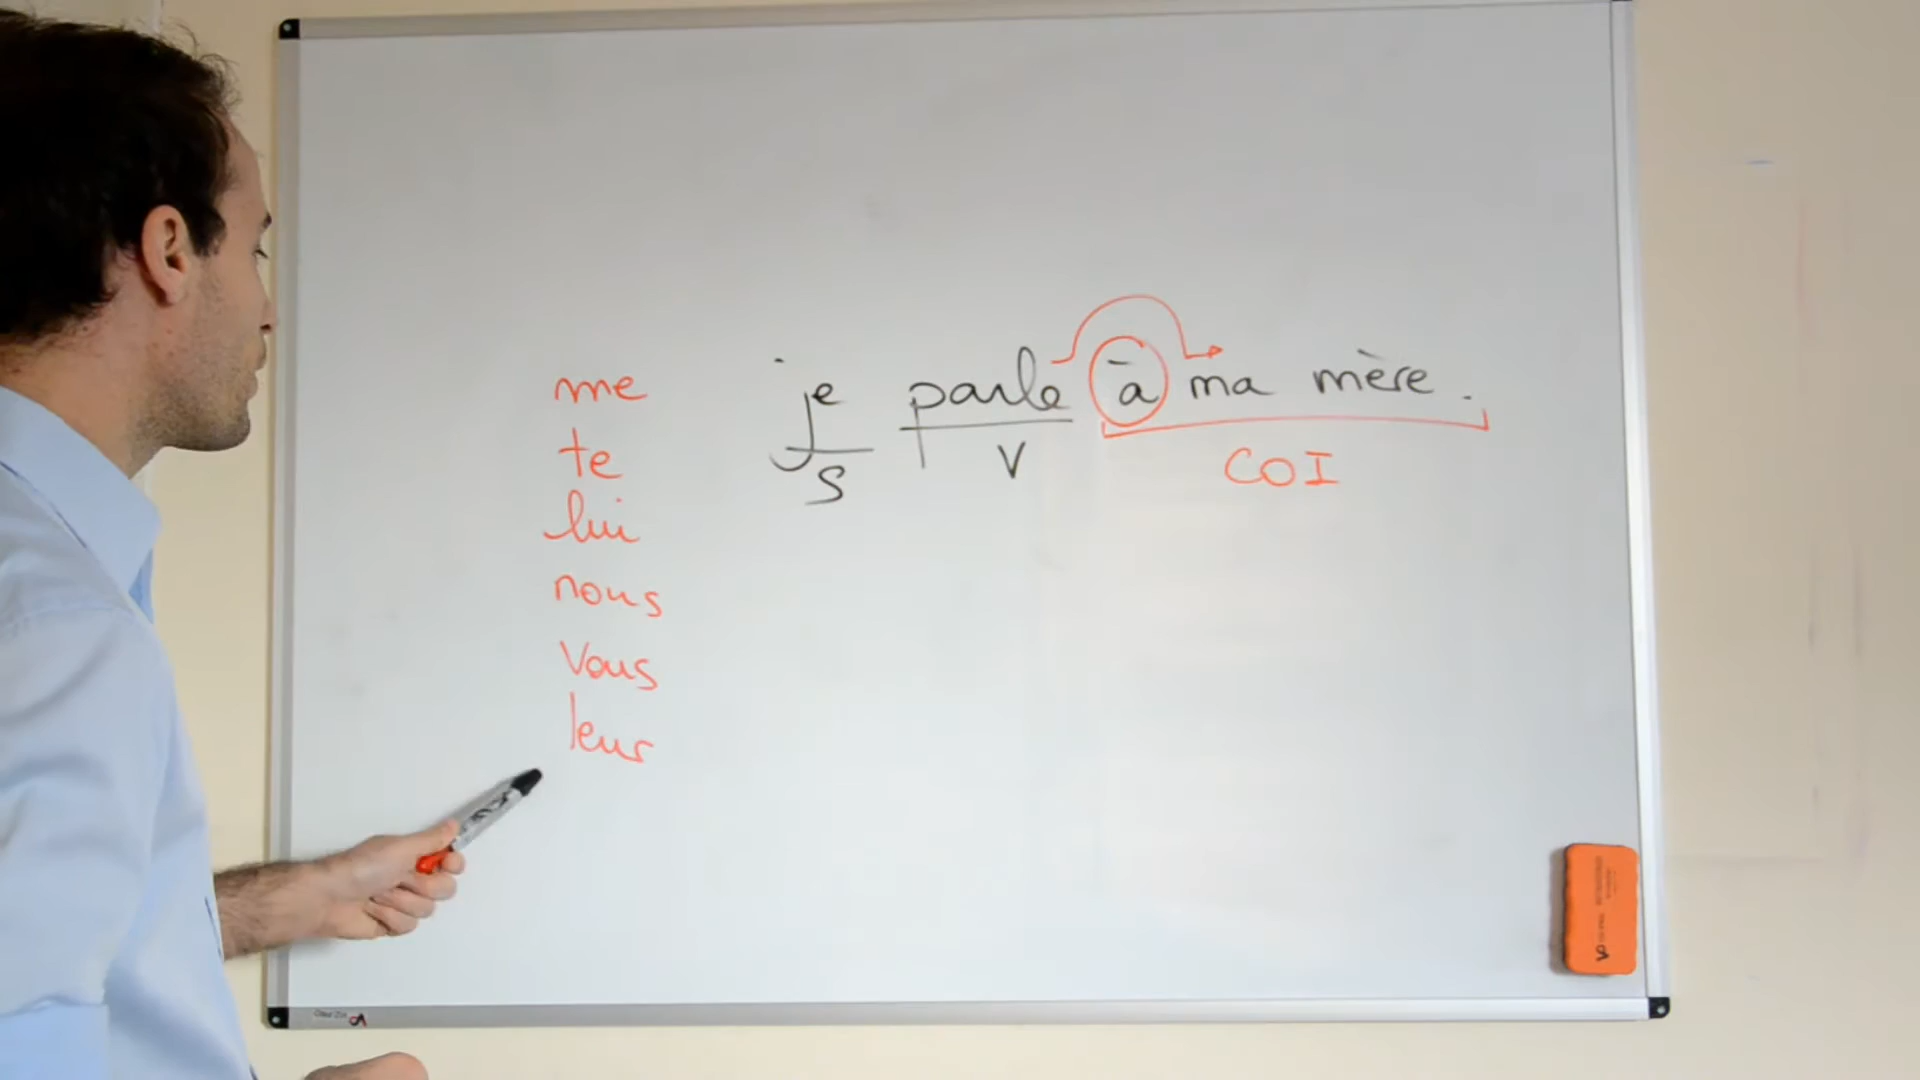 je parle à ma mère.
S V COI
me
te
lui
nous
vous
leur